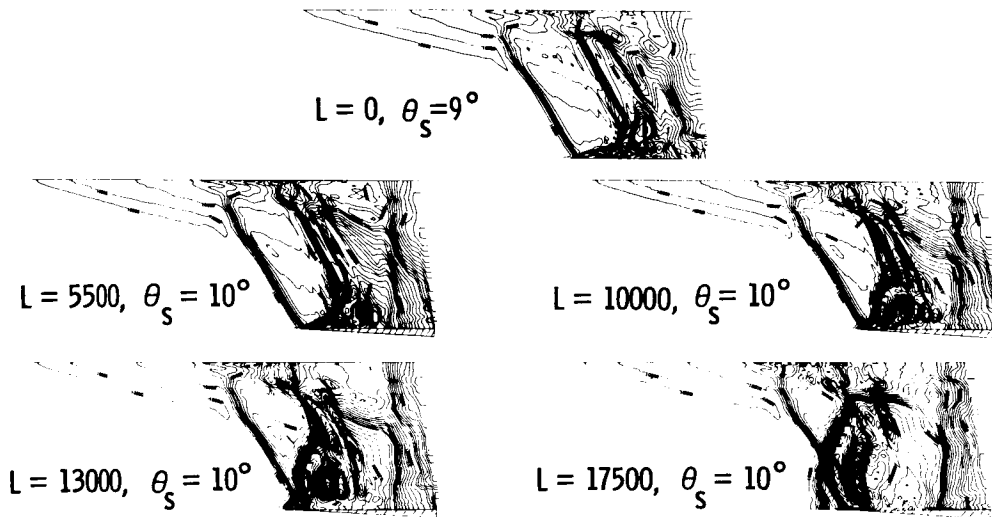 L = 0, θs=9°
L = 5500, θs = 10°
L = 10000, θs= 10°
L = 13000, θs = 10°
L = 17500, θs = 10°